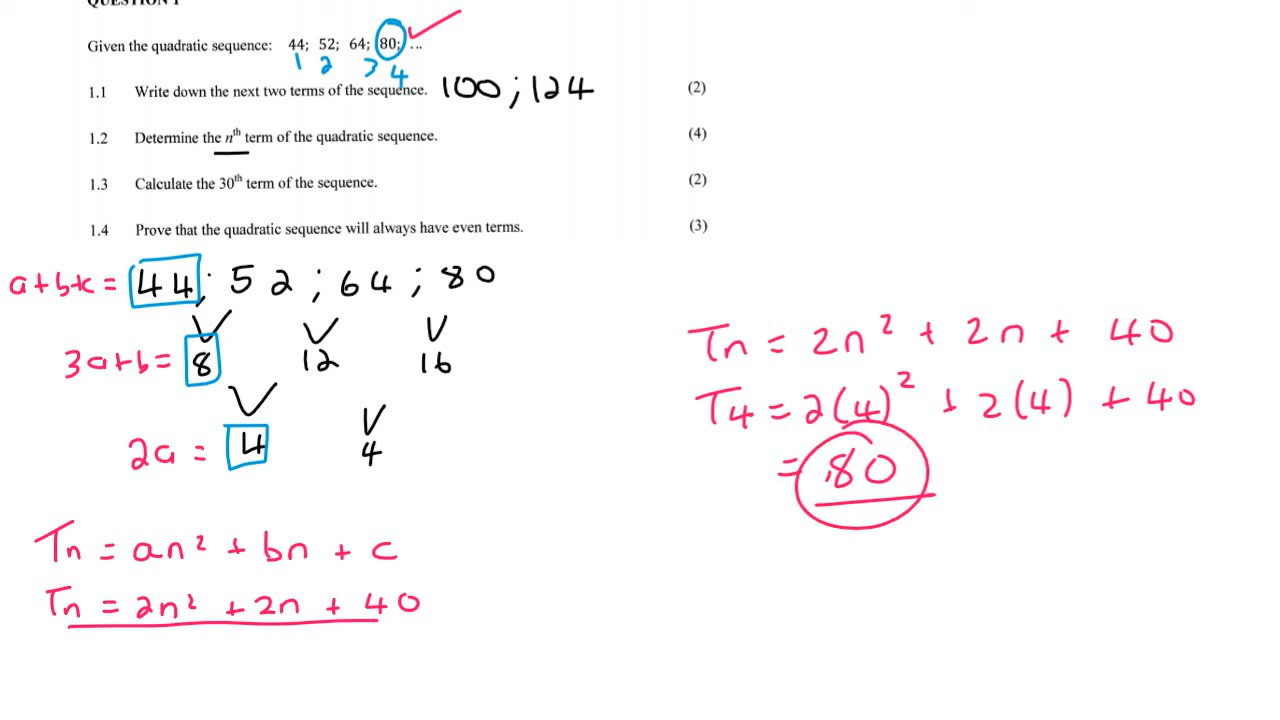 QUESTION 1
Given the quadratic sequence: 44; 52; 64; 80; ...
1 2 3 4
1.1 Write down the next two terms of the sequence. 100 ; 124 (2)
1.2 Determine the nth term of the quadratic sequence. (4)
1.3 Calculate the 30th term of the sequence. (2)
1.4 Prove that the quadratic sequence will always have even terms. (3)
a+b+c = 44 ; 52 ; 64 ; 80
3a+b = 8 12 16
2a = 4 4
Tn = an² + bn + c
Tn = 2n² + 2n + 40
Tn = 2n² + 2n + 40
T4 = 2(4)² + 2(4) + 40
= 80